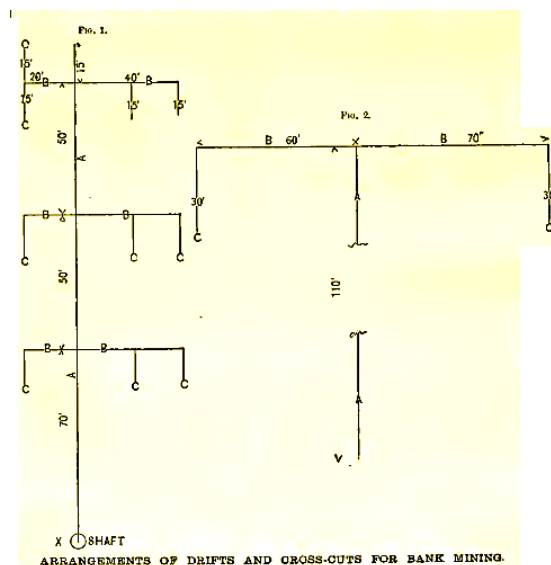 FIG. 1.
C
15'
15
20'
B
40'
B
15'
15'
15'
C
50'
A
FIG. 2.
B 60'
X
B 70"
30'
A
C
C
B
B
C
C
C
50'
110'
B
X
B
A
C
C
C
A
70'
X SHAFT
ARRANGEMENTS OF DRIFTS AND CROSS-CUTS FOR BANK MINING.